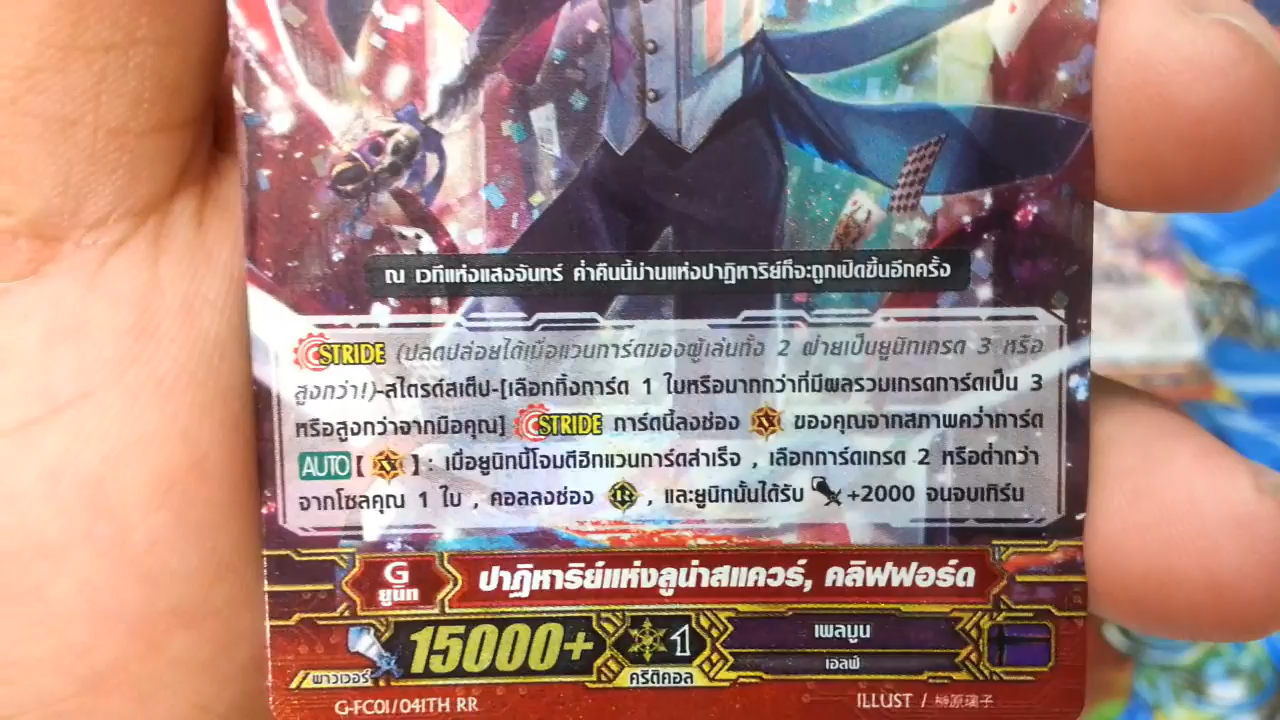 ณ เวทีแห่งแสงจันทร์ ค่ำคืนนี้ม่านแห่งปาฏิหาริย์ก็จะถูกเปิดขึ้นอีกครั้ง
STRIDE (ปลดปล่อยได้เมื่อแวนการ์ดของผู้เล่นทั้ง 2 ฝ่ายเป็นยูนิทเกรด 3 หรือ
สูงกว่า!)-สไตรด์สเต็ป-[เลือกทิ้งการ์ด 1 ใบหรือมากกว่าที่มีผลรวมเกรดการ์ดเป็น 3
หรือสูงกว่าจากมือคุณ] STRIDE การ์ดนี้ลงช่อง V ของคุณจากสภาพคว่ำการ์ด
AUTO [ V ] : เมื่อยูนิทนี้โจมตีฮิทแวนการ์ดสำเร็จ , เลือกการ์ดเกรด 2 หรือต่ำกว่า
จากโซลคุณ 1 ใบ , คอลลงช่อง R , และยูนิทนั้นได้รับ +2000 จนจบเทิร์น
G
ยูนิท
ปาฏิหาริย์แห่งลูน่าสแควร์, คลิฟฟอร์ด
พาวเวอร์
15000+
1
คริติคอล
เพลมูน
เอลฟ์
G-FC01/041TH RR
ILLUST / 榊原瑞子